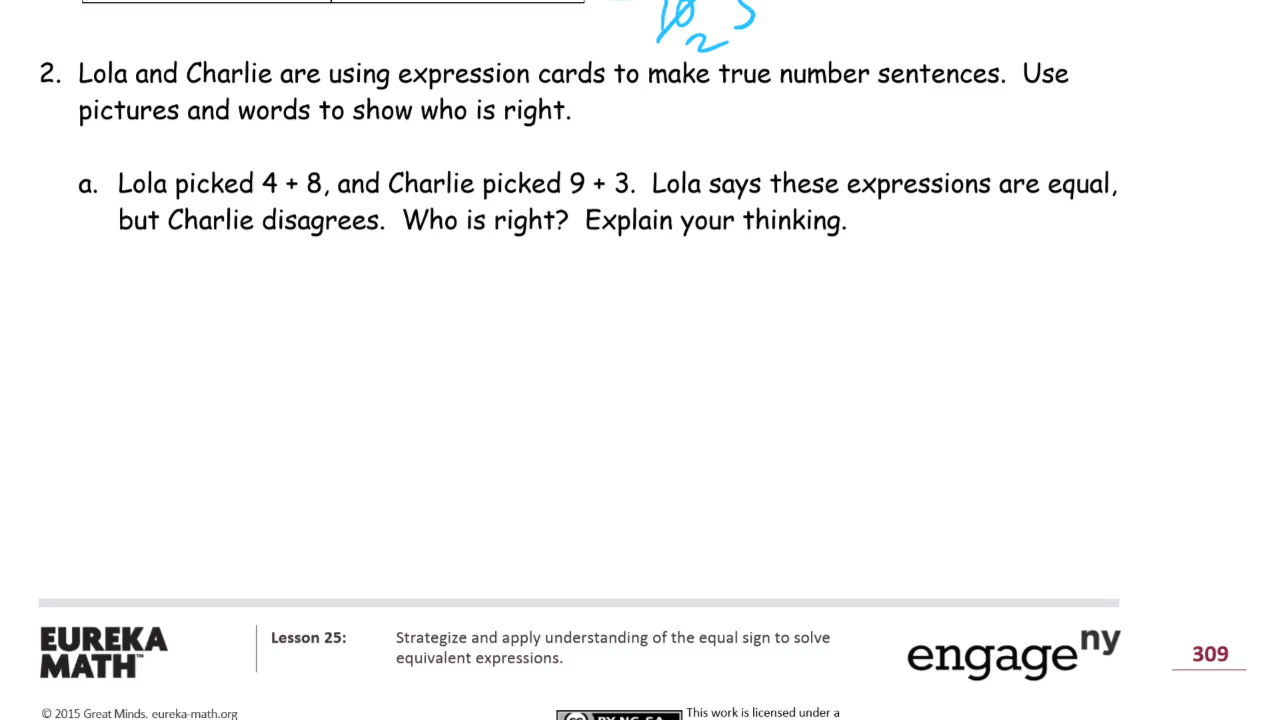 2. Lola and Charlie are using expression cards to make true number sentences. Use
pictures and words to show who is right.
a. Lola picked 4 + 8, and Charlie picked 9 + 3. Lola says these expressions are equal,
but Charlie disagrees. Who is right? Explain your thinking.
EUREKA
MATH™
Lesson 25:
Strategize and apply understanding of the equal sign to solve
equivalent expressions.
engage ny
309
© 2015 Great Minds. eureka-math.org
This work is licensed under a